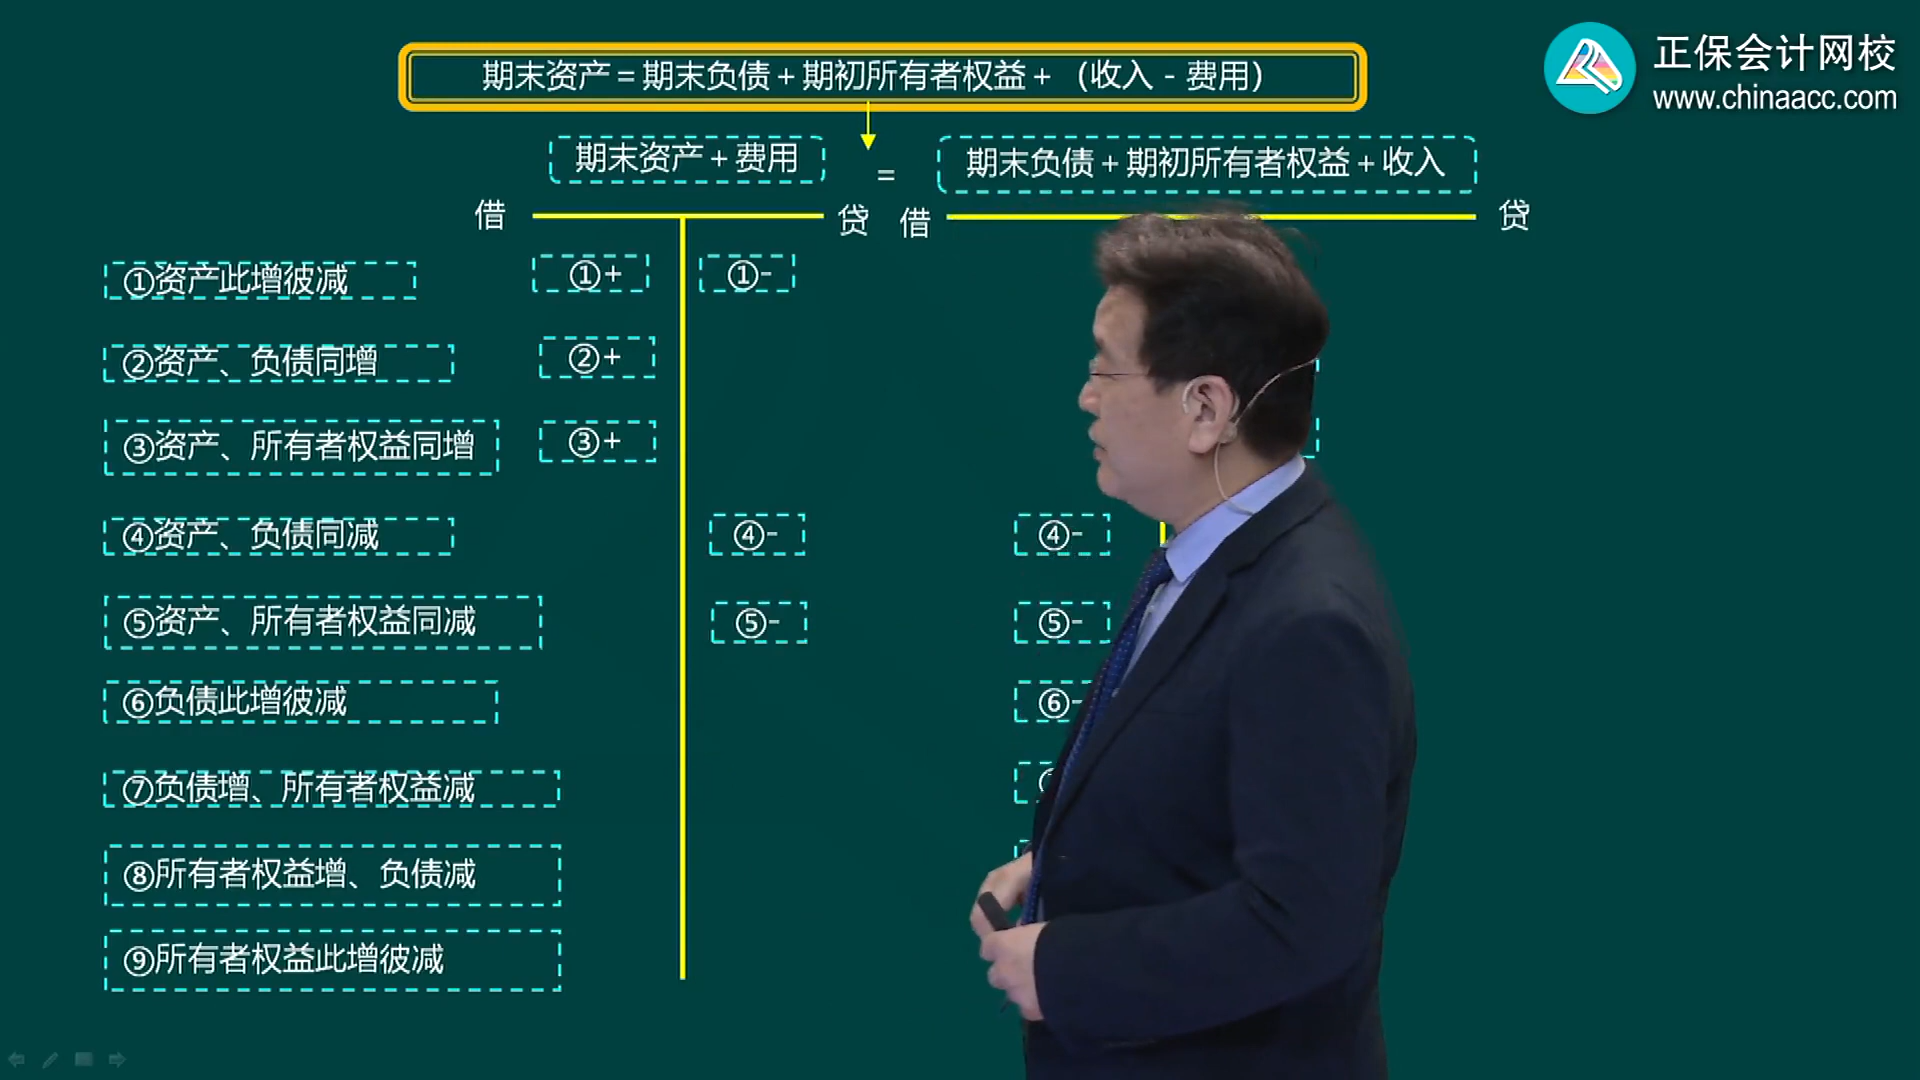 期末资产＝期末负债＋期初所有者权益＋（收入－费用）
正保会计网校
www.chinaacc.com
期末资产＋费用
=
期末负债＋期初所有者权益＋收入
借
贷
借
贷
①资产此增彼减
①+
①-
②资产、负债同增
②+
③资产、所有者权益同增
③+
④资产、负债同减
④-
④-
⑤资产、所有者权益同减
⑤-
⑤-
⑥负债此增彼减
⑥-
⑦负债增、所有者权益减
⑧所有者权益增、负债减
⑨所有者权益此增彼减